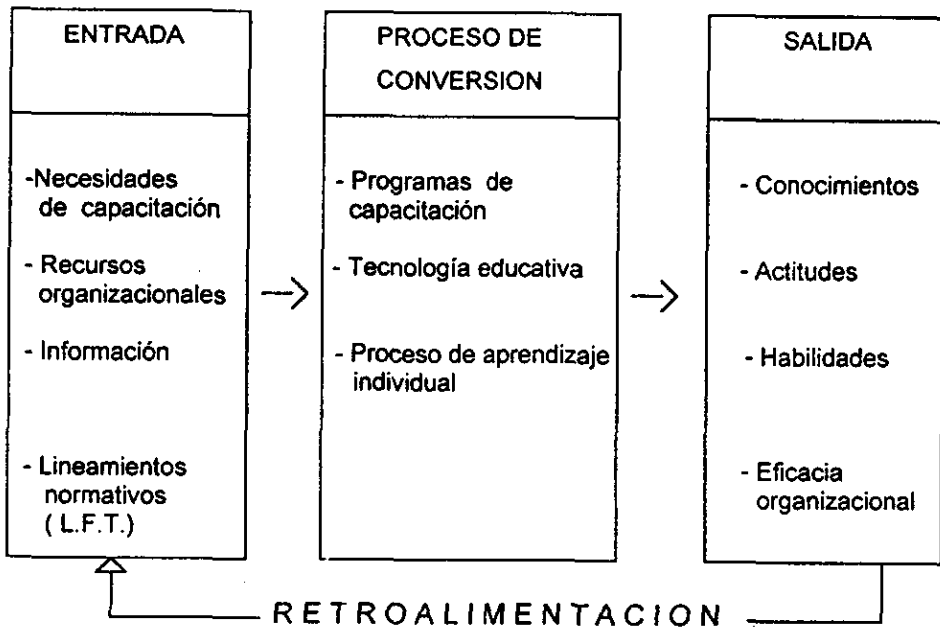 ENTRADA
-Necesidades
de capacitación
- Recursos
organizacionales
- Información
- Lineamientos
normativos
( L.F.T.)
PROCESO DE
CONVERSION
- Programas de
capacitación
- Tecnología educativa
- Proceso de aprendizaje
individual
SALIDA
- Conocimientos
- Actitudes
- Habilidades
- Eficacia
organizacional
RETROALIMENTACION